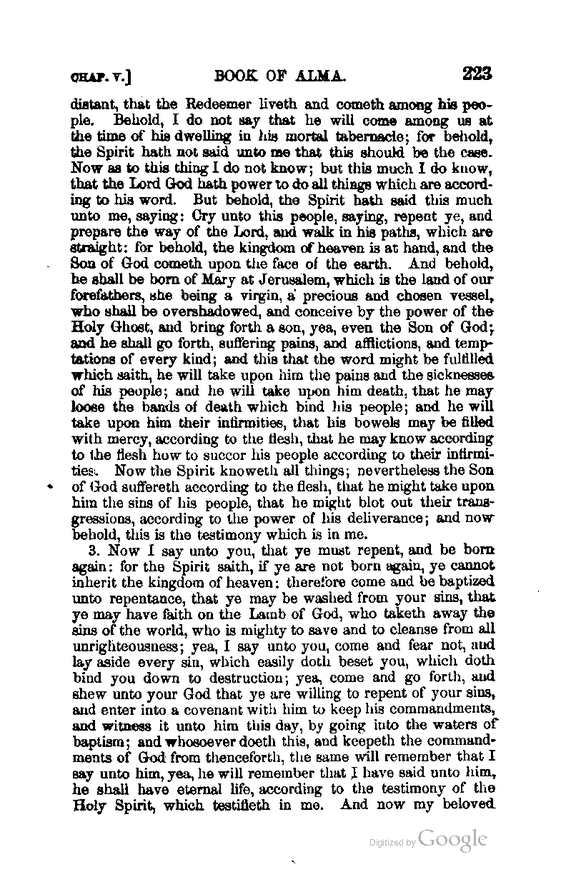 CHAP. V.] BOOK OF ALMA. 223
distant, that the Redeemer liveth and cometh among his peo-
ple. Behold, I do not say that he will come among us at
the time of his dwelling in his mortal tabernacle; for behold,
the Spirit hath not said unto me that this should be the case.
Now as to this thing I do not know; but this much I do know,
that the Lord God hath power to do all things which are accord-
ing to his word. But behold, the Spirit hath said this much
unto me, saying: Cry unto this people, saying, repent ye, and
prepare the way of the Lord, and walk in his paths, which are
straight: for behold, the kingdom of heaven is at hand, and the
Son of God cometh upon the face of the earth. And behold,
he shall be born of Mary at Jerusalem, which is the land of our
forefathers, she being a virgin, a precious and chosen vessel,
who shall be overshadowed, and conceive by the power of the
Holy Ghost, and bring forth a son, yea, even the Son of God;
and he shall go forth, suffering pains, and afflictions, and temp-
tations of every kind; and this that the word might be fulfilled
which saith, he will take upon him the pains and the sicknesses
of his people; and he will take upon him death, that he may
loose the bands of death which bind his people; and he will
take upon him their infirmities, that his bowels may be filled
with mercy, according to the flesh, that he may know according
to the flesh how to succor his people according to their infirmi-
ties. Now the Spirit knoweth all things; nevertheless the Son
of God suffereth according to the flesh, that he might take upon
him the sins of his people, that he might blot out their trans-
gressions, according to the power of his deliverance; and now
behold, this is the testimony which is in me.
3. Now I say unto you, that ye must repent, and be born
again: for the Spirit saith, if ye are not born again, ye cannot
inherit the kingdom of heaven: therefore come and be baptized
unto repentance, that ye may be washed from your sins, that
ye may have faith on the Lamb of God, who taketh away the
sins of the world, who is mighty to save and to cleanse from all
unrighteousness; yea, I say unto you, come and fear not, and
lay aside every sin, which easily doth beset you, which doth
bind you down to destruction; yea, come and go forth, and
shew unto your God that ye are willing to repent of your sins,
and enter into a covenant with him to keep his commandments,
and witness it unto him this day, by going into the waters of
baptism; and whosoever doeth this, and keepeth the command-
ments of God from thenceforth, the same will remember that I
say unto him, yea, he will remember that I have said unto him,
he shall have eternal life, according to the testimony of the
Holy Spirit, which testifieth in me. And now my beloved
Digitized by Google